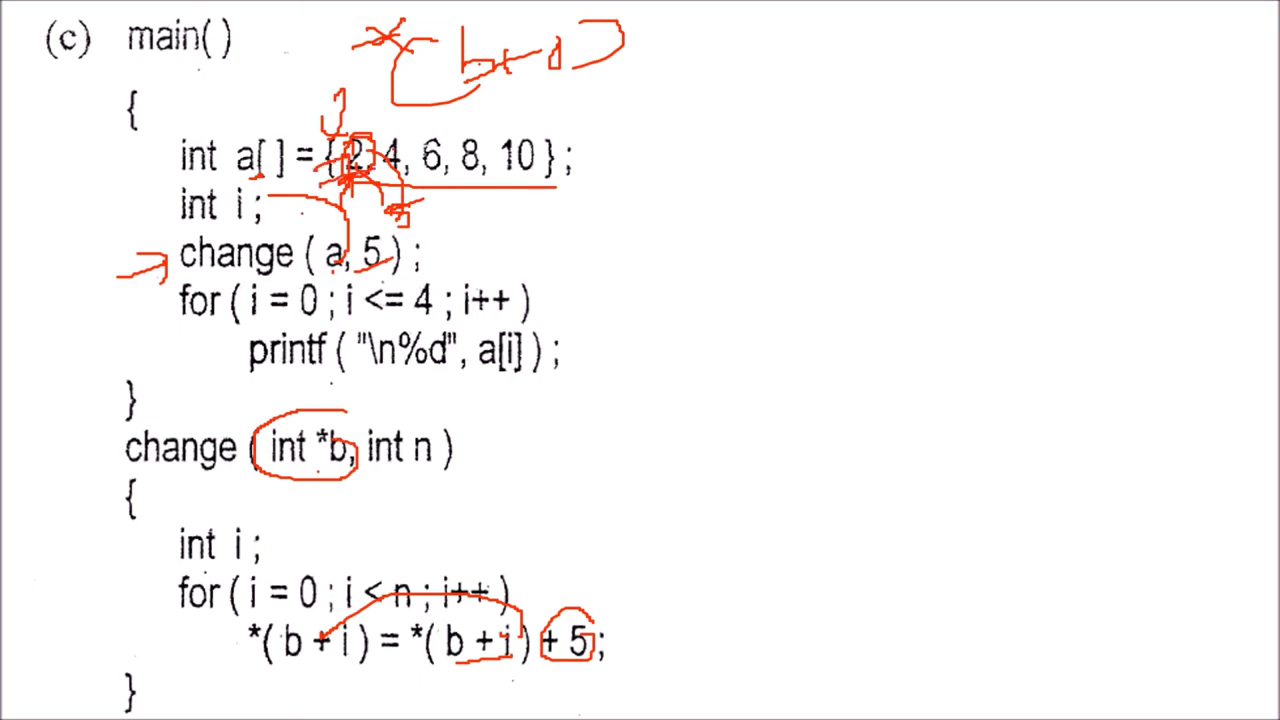 (c) main( )
{
int a[ ] = { 2, 4, 6, 8, 10 } ;
int i ;
change ( a, 5 ) ;
for ( i = 0 ; i <= 4 ; i++ )
printf ( "\n%d", a[i] ) ;
}
change ( int *b, int n )
{
int i ;
for ( i = 0 ; i < n ; i++ )
*( b + i ) = *( b + i ) + 5 ;
}